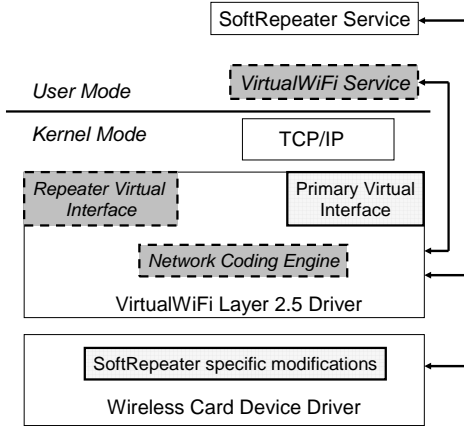 SoftRepeater Service
VirtualWiFi Service
User Mode
Kernel Mode
TCP/IP
Repeater Virtual
Interface
Primary Virtual
Interface
Network Coding Engine
VirtualWiFi Layer 2.5 Driver
SoftRepeater specific modifications
Wireless Card Device Driver